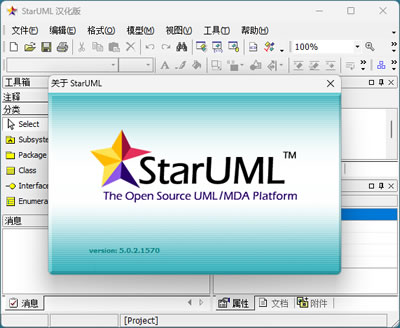 StarUML 汉化版
文件(F) 编辑(E) 格式(O) 模型(M) 视图(V) 工具(T) 帮助(H)
100%
工具箱
注释
分类
Select
Subsystem
Package
Class
Interface
Enumera
关于 StarUML
StarUML™
The Open Source UML/MDA Platform
version: 5.0.2.1570
消息
消息
属性 文档 附件
[Project]